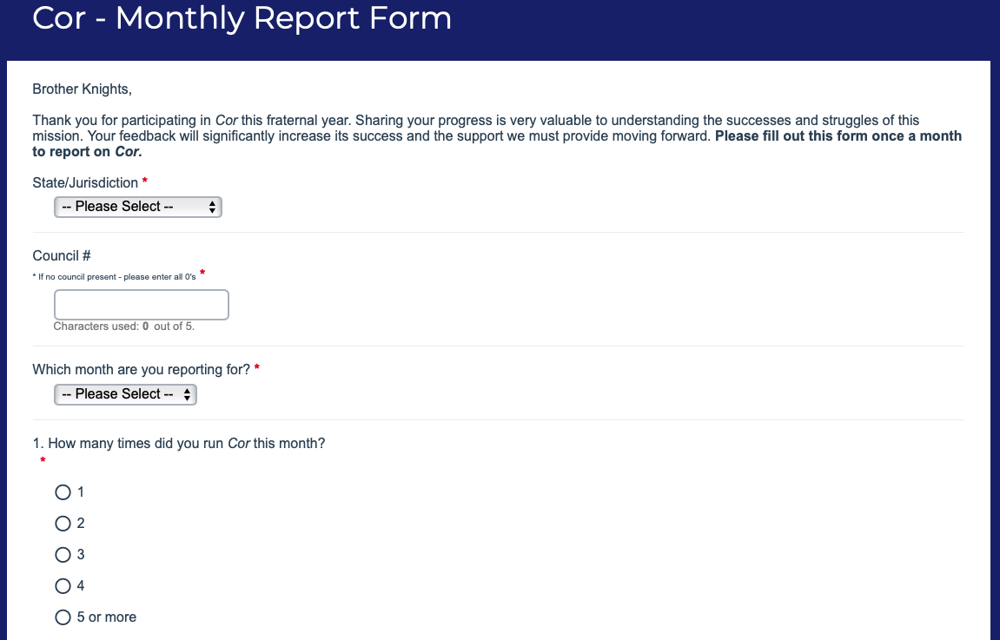 Cor - Monthly Report Form
Brother Knights,
Thank you for participating in Cor this fraternal year. Sharing your progress is very valuable to understanding the successes and struggles of this
mission. Your feedback will significantly increase its success and the support we must provide moving forward. Please fill out this form once a month
to report on Cor.
State/Jurisdiction *
-- Please Select --
Council #
* If no council present - please enter all 0's *
Characters used: 0 out of 5.
Which month are you reporting for? *
-- Please Select --
1. How many times did you run Cor this month?
*
1
2
3
4
5 or more